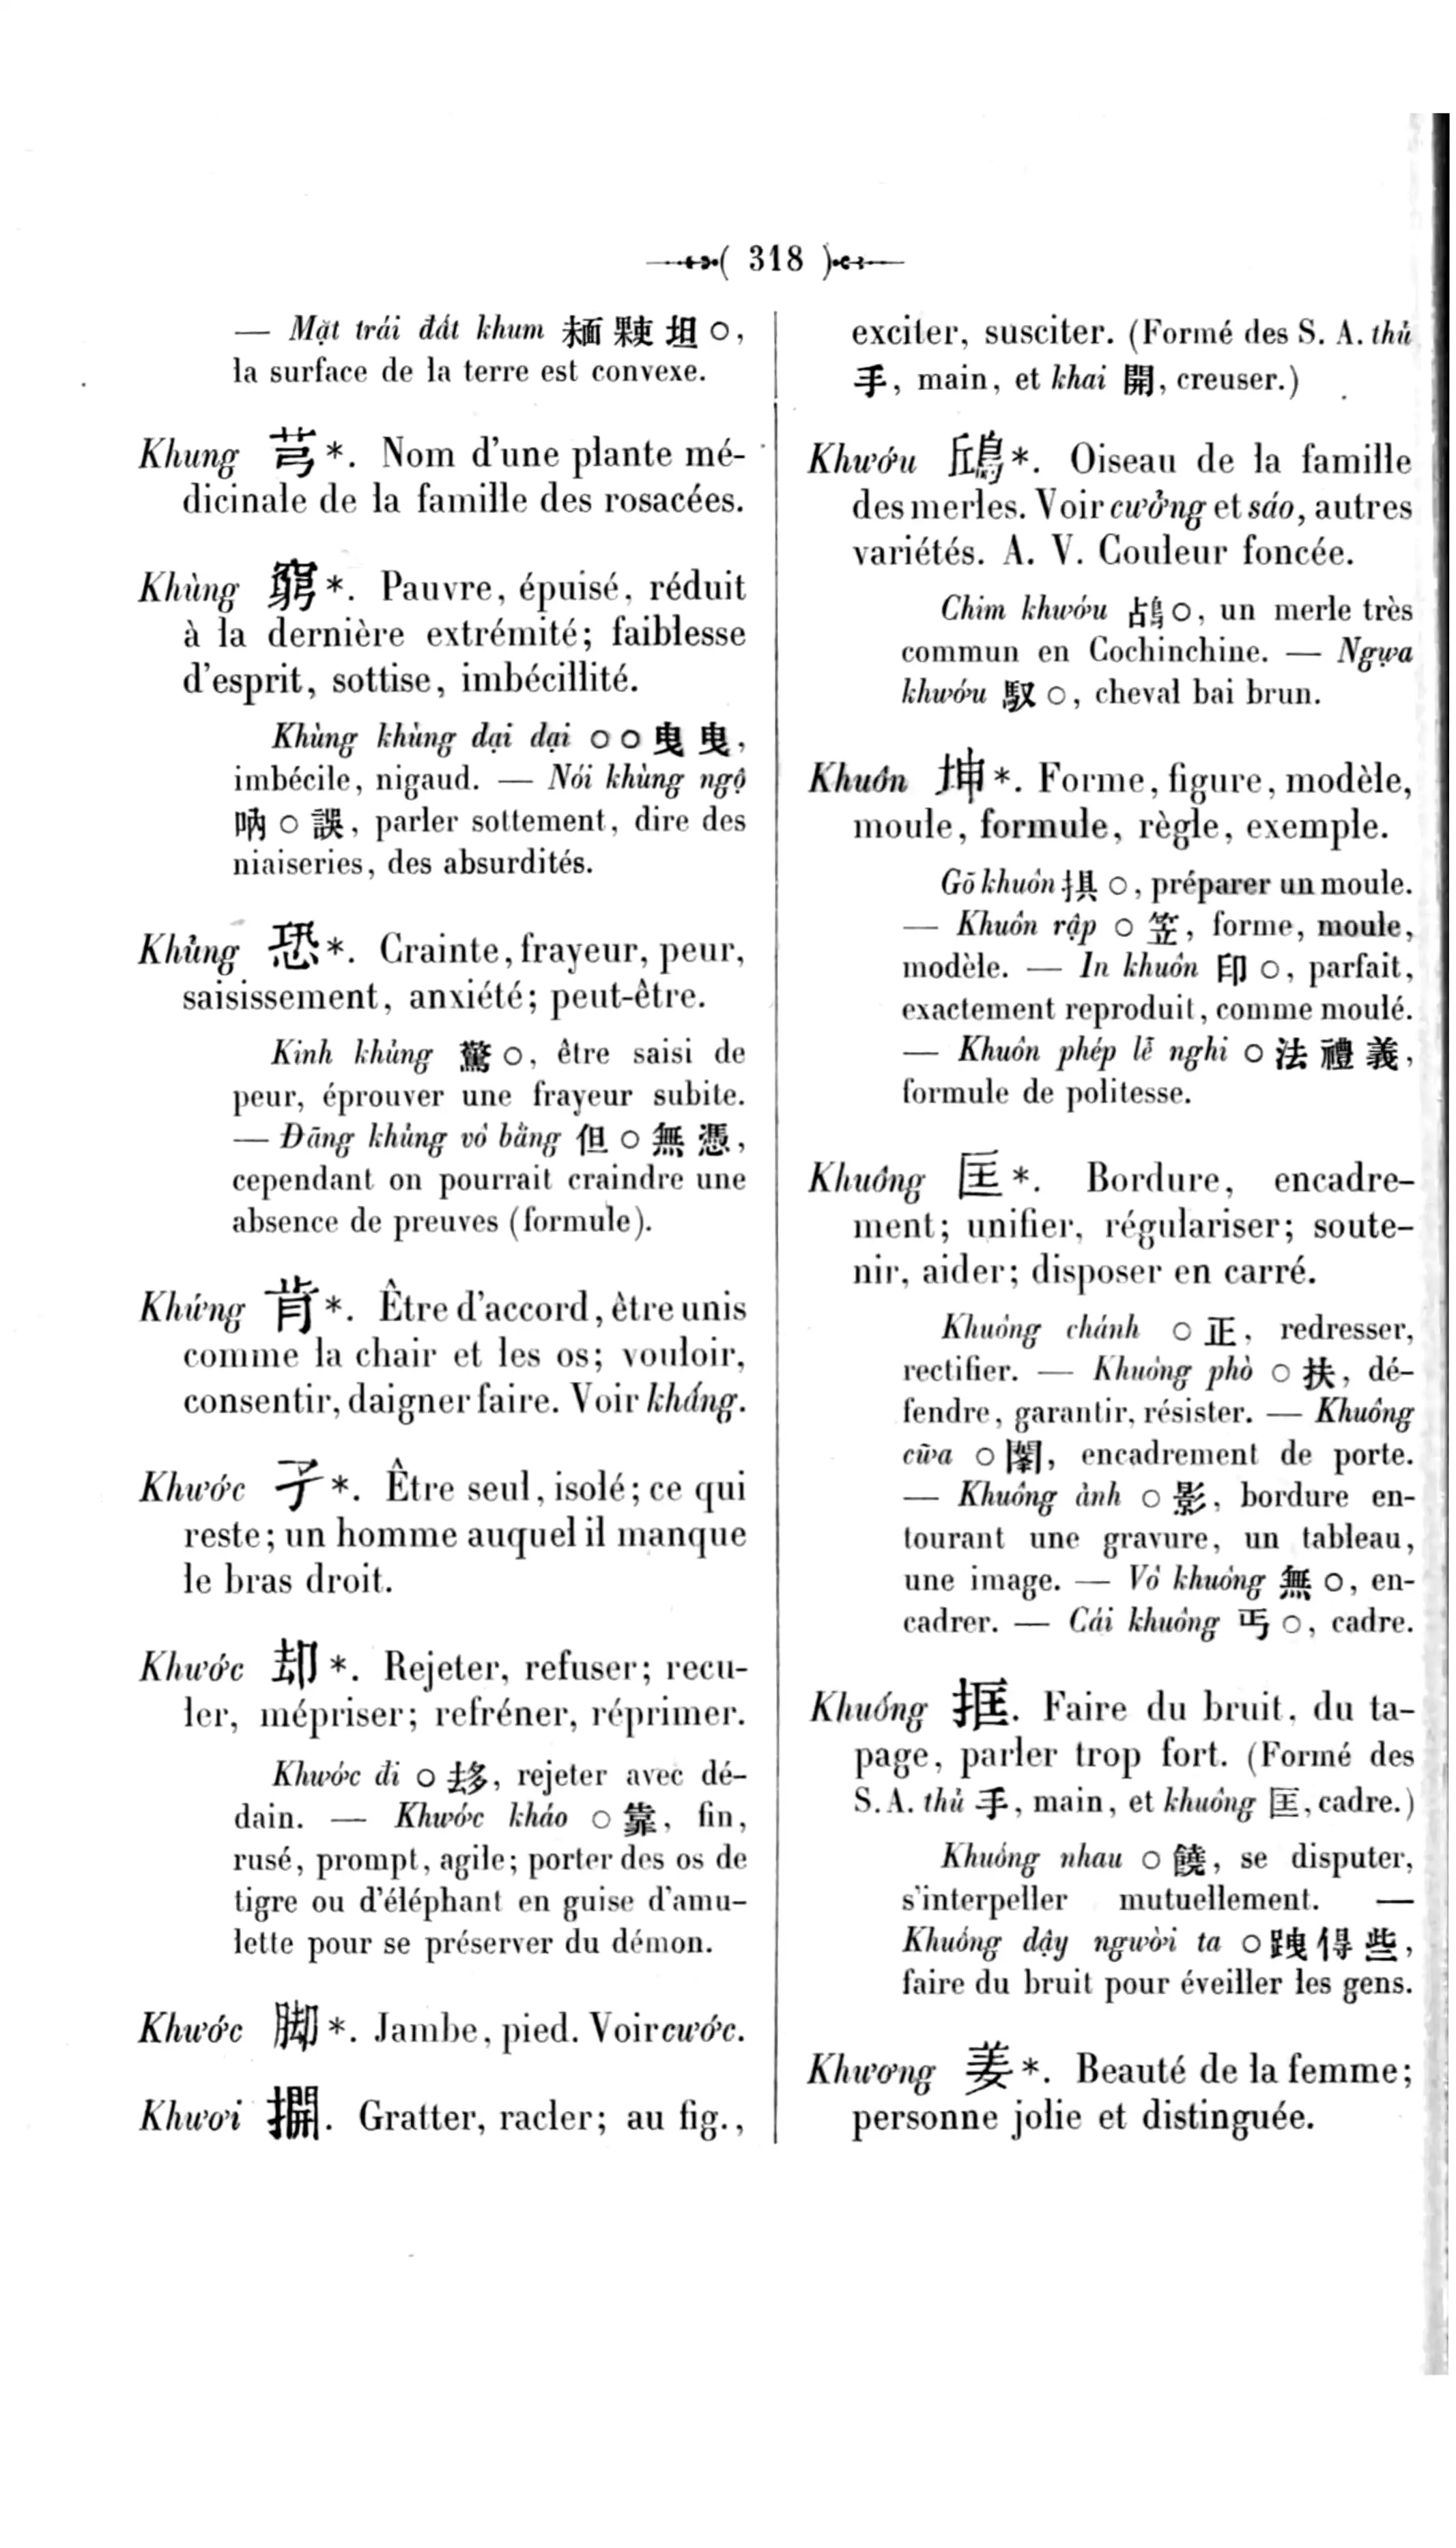 ( 318 )
— Mặt trái đất khum 𩈘 𣛤 坦 ○,
la surface de la terre est convexe.
Khung 芎 *. Nom d'une plante mé-
dicinale de la famille des rosacées.
Khùng 窮 *. Pauvre, épuisé, réduit
à la dernière extrémité; faiblesse
d'esprit, sottise, imbécillité.
Khùng khùng dại dại ○ ○ 曳 曳,
imbécile, nigaud. — Nói khùng ngộ
吶 ○ 誤, parler sottement, dire des
niaiseries, des absurdités.
Khủng 恐 *. Crainte, frayeur, peur,
saisissement, anxiété; peut-être.
Kinh khủng 驚 ○, être saisi de
peur, éprouver une frayeur subite.
— Đãng khủng vô bằng 但 ○ 無 憑,
cependant on pourrait craindre une
absence de preuves (formule).
Khứng 肯 *. Être d'accord, être unis
comme la chair et les os; vouloir,
consentir, daigner faire. Voir kháng.
Khước 孑 *. Être seul, isolé; ce qui
reste; un homme auquel il manque
le bras droit.
Khước 却 *. Rejeter, refuser; recu-
ler, mépriser; refréner, réprimer.
Khước đi ○ 𠫾, rejeter avec dé-
dain. — Khước kháo ○ 靠, fin,
rusé, prompt, agile; porter des os de
tigre ou d'éléphant en guise d'amu-
lette pour se préserver du démon.
Khước 脚 *. Jambe, pied. Voir cước.
Khươi 𢵧. Gratter, racler; au fig.,
exciter, susciter. (Formé des S. A. thủ
手, main, et khai 開, creuser.)
Khướu *. Oiseau de la famille
des merles. Voir cưởng et sáo, autres
variétés. A. V. Couleur foncée.
Chim khướu ○, un merle très
commun en Cochinchine. — Ngựa
khướu 馭 ○, cheval bai brun.
Khuôn 坤 *. Forme, figure, modèle,
moule, formule, règle, exemple.
Gõ khuôn ○, préparer un moule.
— Khuôn rập ○ 笠, forme, moule,
modèle. — In khuôn 印 ○, parfait,
exactement reproduit, comme moulé.
— Khuôn phép lễ nghi ○ 法 禮 義,
formule de politesse.
Khuông 匡 *. Bordure, encadre-
ment; unifier, régulariser; soute-
nir, aider; disposer en carré.
Khuông chánh ○ 正, redresser,
rectifier. — Khuông phò ○ 扶, dé-
fendre, garantir, résister. — Khuông
cữa ○, encadrement de porte.
— Khuông ảnh ○ 影, bordure en-
tourant une gravure, un tableau,
une image. — Vô khuông 無 ○, en-
cadrer. — Cái khuông 丐 ○, cadre.
Khuống 抂. Faire du bruit, du ta-
page, parler trop fort. (Formé des
S. A. thủ 手, main, et khuông 匡, cadre.)
Khuống nhau ○ 饒, se disputer,
s'interpeller mutuellement. —
Khuống dậy người ta ○ 𠊛 些,
faire du bruit pour éveiller les gens.
Khương 姜 *. Beauté de la femme;
personne jolie et distinguée.